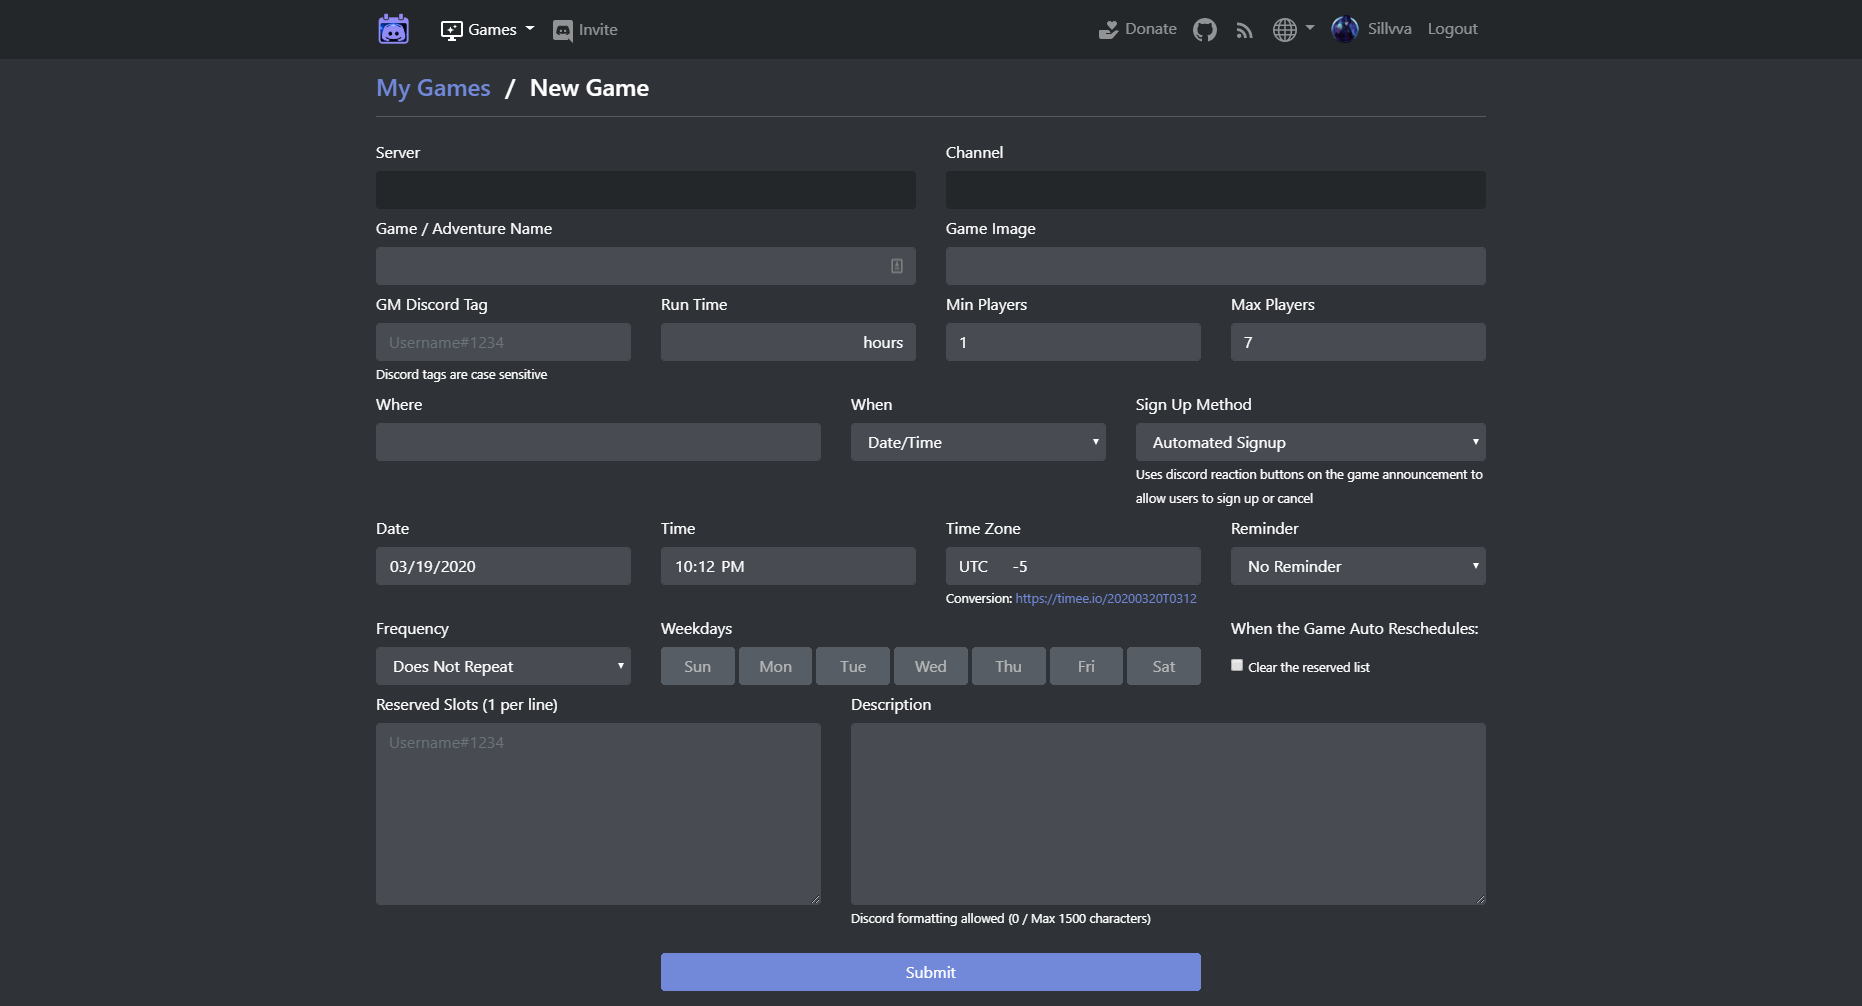 Games
Invite
Donate
Sillvva
Logout
My Games / New Game
Server
Channel
Game / Adventure Name
Game Image
GM Discord Tag
Run Time
Min Players
Max Players
Username#1234
hours
1
7
Discord tags are case sensitive
Where
When
Sign Up Method
Date/Time
Automated Signup
Uses discord reaction buttons on the game announcement to
allow users to sign up or cancel
Date
Time
Time Zone
Reminder
03/19/2020
10:12 PM
UTC -5
No Reminder
Conversion: https://timee.io/20200320T0312
Frequency
Weekdays
When the Game Auto Reschedules:
Does Not Repeat
Sun
Mon
Tue
Wed
Thu
Fri
Sat
Clear the reserved list
Reserved Slots (1 per line)
Description
Username#1234
Discord formatting allowed (0 / Max 1500 characters)
Submit